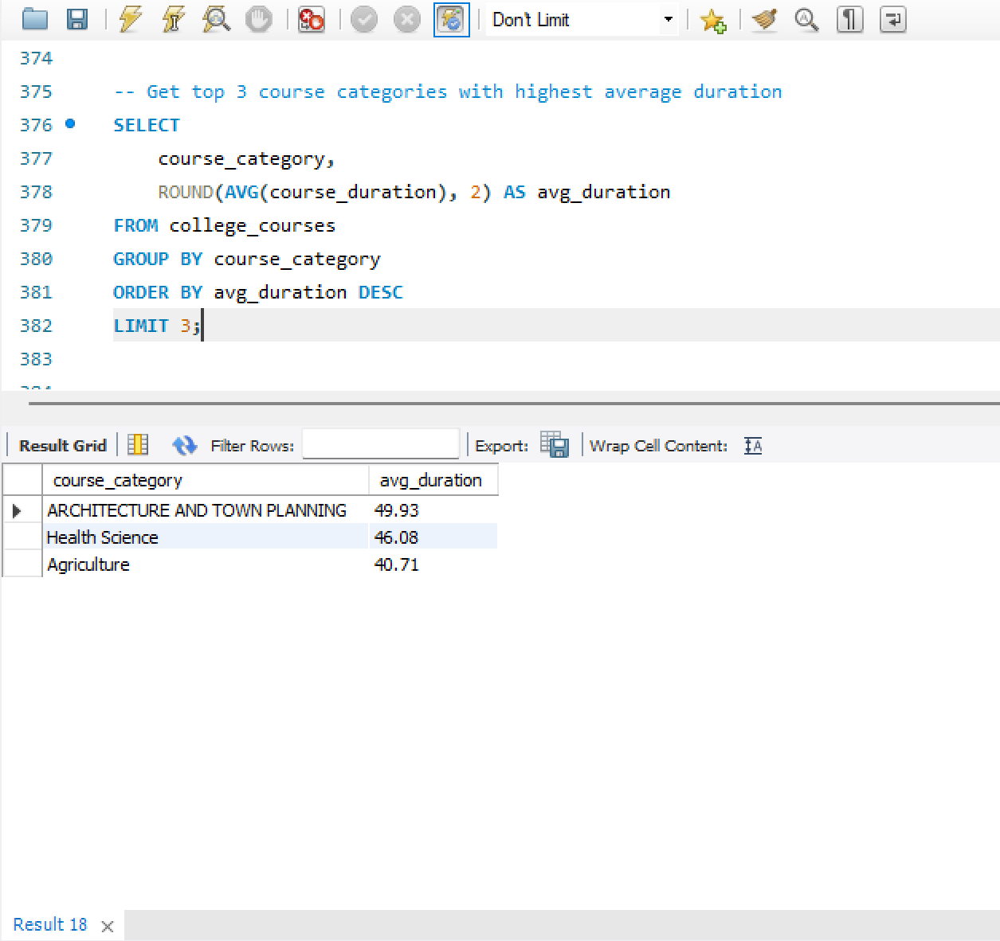 Don't Limit
374
375 -- Get top 3 course categories with highest average duration
376 SELECT
377 course_category,
378 ROUND(AVG(course_duration), 2) AS avg_duration
379 FROM college_courses
380 GROUP BY course_category
381 ORDER BY avg_duration DESC
382 LIMIT 3;
383
Result Grid Filter Rows: Export: Wrap Cell Content:
course_category avg_duration
ARCHITECTURE AND TOWN PLANNING 49.93
Health Science 46.08
Agriculture 40.71
Result 18